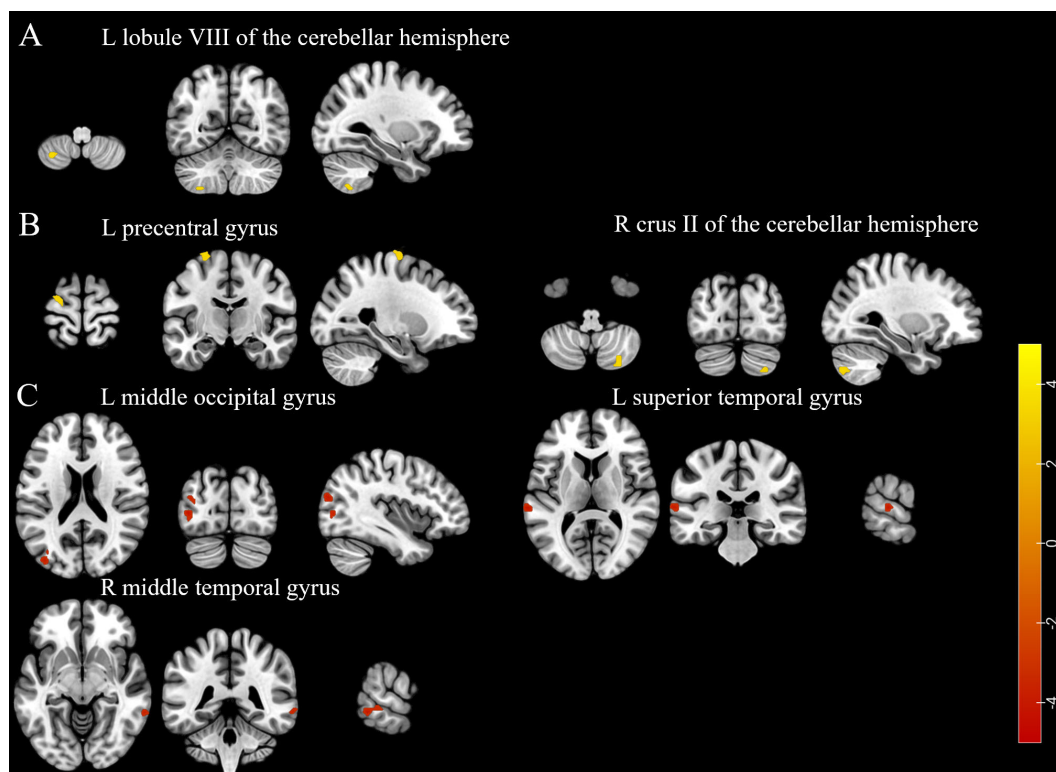 A
L lobule VIII of the cerebellar hemisphere
B
L precentral gyrus
R crus II of the cerebellar hemisphere
C
L middle occipital gyrus
L superior temporal gyrus
R middle temporal gyrus
4
2
0
-2
-4